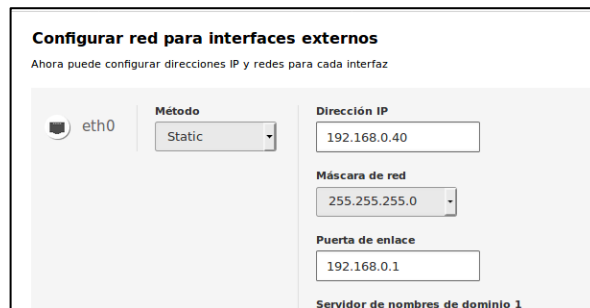 Configurar red para interfaces externos
Ahora puede configurar direcciones IP y redes para cada interfaz
eth0
Método
Static
Dirección IP
192.168.0.40
Máscara de red
255.255.255.0
Puerta de enlace
192.168.0.1
Servidor de nombres de dominio 1